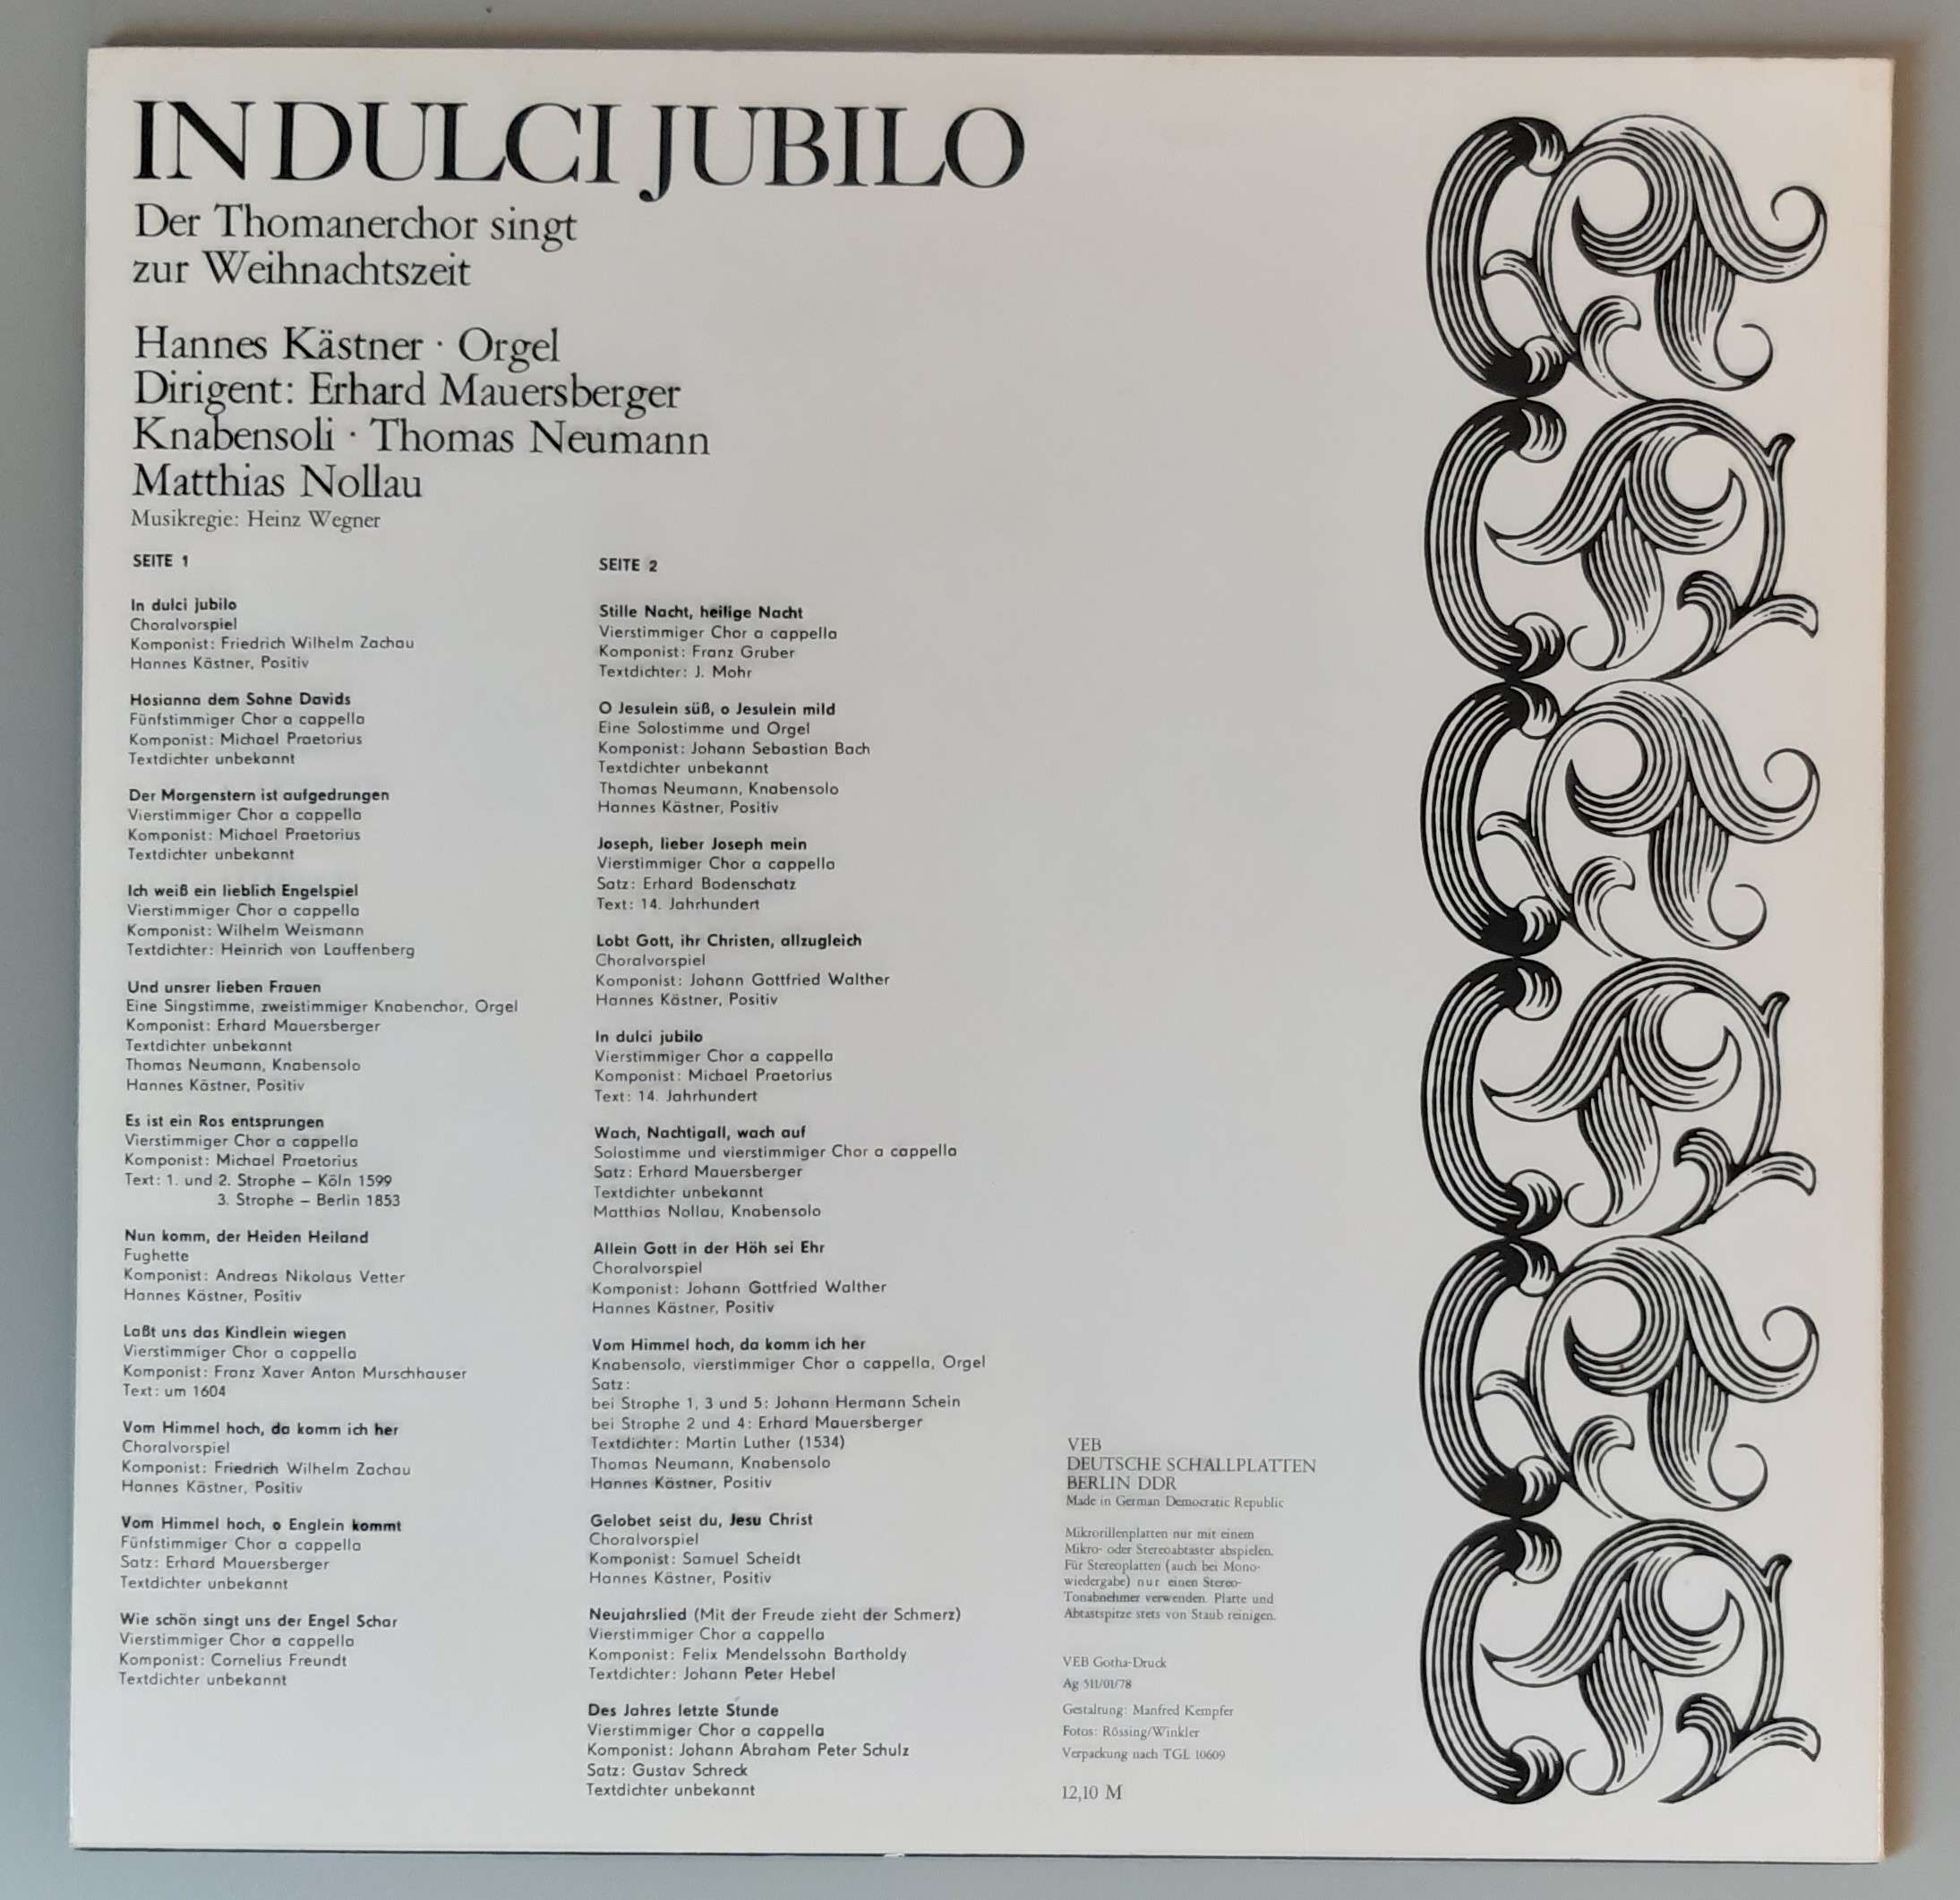 IN DULCI JUBILO
Der Thomanerchor singt
zur Weihnachtszeit
Hannes Kästner · Orgel
Dirigent: Erhard Mauersberger
Knabensoli · Thomas Neumann
Matthias Nollau
Musikregie: Heinz Wegner
SEITE 1
In dulci jubilo
Choralvorspiel
Komponist: Friedrich Wilhelm Zachau
Hannes Kästner, Positiv
Hosianna dem Sohne Davids
Fünfstimmiger Chor a cappella
Komponist: Michael Praetorius
Textdichter unbekannt
Der Morgenstern ist aufgedrungen
Vierstimmiger Chor a cappella
Komponist: Michael Praetorius
Textdichter unbekannt
Ich weiß ein lieblich Engelspiel
Vierstimmiger Chor a cappella
Komponist: Wilhelm Weismann
Textdichter: Heinrich von Lauffenberg
Und unsrer lieben Frauen
Eine Singstimme, zweistimmiger Knabenchor, Orgel
Komponist: Erhard Mauersberger
Textdichter unbekannt
Thomas Neumann, Knabensolo
Hannes Kästner, Positiv
Es ist ein Ros entsprungen
Vierstimmiger Chor a cappella
Komponist: Michael Praetorius
Text: 1. und 2. Strophe – Köln 1599
3. Strophe – Berlin 1853
Nun komm, der Heiden Heiland
Fughette
Komponist: Andreas Nikolaus Vetter
Hannes Kästner, Positiv
Laßt uns das Kindlein wiegen
Vierstimmiger Chor a cappella
Komponist: Franz Xaver Anton Murschhauser
Text: um 1604
Vom Himmel hoch, da komm ich her
Choralvorspiel
Komponist: Friedrich Wilhelm Zachau
Hannes Kästner, Positiv
Vom Himmel hoch, o Englein kommt
Fünfstimmiger Chor a cappella
Satz: Erhard Mauersberger
Textdichter unbekannt
Wie schön singt uns der Engel Schar
Vierstimmiger Chor a cappella
Komponist: Cornelius Freundt
Textdichter unbekannt
SEITE 2
Stille Nacht, heilige Nacht
Vierstimmiger Chor a cappella
Komponist: Franz Gruber
Textdichter: J. Mohr
O Jesulein süß, o Jesulein mild
Eine Solostimme und Orgel
Komponist: Johann Sebastian Bach
Textdichter unbekannt
Thomas Neumann, Knabensolo
Hannes Kästner, Positiv
Joseph, lieber Joseph mein
Vierstimmiger Chor a cappella
Satz: Erhard Bodenschatz
Text: 14. Jahrhundert
Lobt Gott, ihr Christen, allzugleich
Choralvorspiel
Komponist: Johann Gottfried Walther
Hannes Kästner, Positiv
In dulci jubilo
Vierstimmiger Chor a cappella
Komponist: Michael Praetorius
Text: 14. Jahrhundert
Wach, Nachtigall, wach auf
Solostimme und vierstimmiger Chor a cappella
Satz: Erhard Mauersberger
Textdichter unbekannt
Matthias Nollau, Knabensolo
Allein Gott in der Höh sei Ehr
Choralvorspiel
Komponist: Johann Gottfried Walther
Hannes Kästner, Positiv
Vom Himmel hoch, da komm ich her
Knabensolo, vierstimmiger Chor a cappella, Orgel
Satz:
bei Strophe 1, 3 und 5: Johann Hermann Schein
bei Strophe 2 und 4: Erhard Mauersberger
Textdichter: Martin Luther (1534)
Thomas Neumann, Knabensolo
Hannes Kästner, Positiv
Gelobet seist du, Jesu Christ
Choralvorspiel
Komponist: Samuel Scheidt
Hannes Kästner, Positiv
Neujahrslied (Mit der Freude zieht der Schmerz)
Vierstimmiger Chor a cappella
Komponist: Felix Mendelssohn Bartholdy
Textdichter: Johann Peter Hebel
Des Jahres letzte Stunde
Vierstimmiger Chor a cappella
Komponist: Johann Abraham Peter Schulz
Satz: Gustav Schreck
Textdichter unbekannt
VEB
DEUTSCHE SCHALLPLATTEN
BERLIN DDR
Made in German Democratic Republic
Mikrorillenplatten nur mit einem
Mikro- oder Stereoabtaster abspielen.
Für Stereoplatten (auch bei Mono-
wiedergabe) nur einen Stereo-
Tonabnehmer verwenden. Platte und
Abtastspitze stets von Staub reinigen.
VEB Gotha-Druck
Ag 511/01/78
Gestaltung: Manfred Kempfer
Fotos: Rössing/Winkler
Verpackung nach TGL 10609
12,10 M